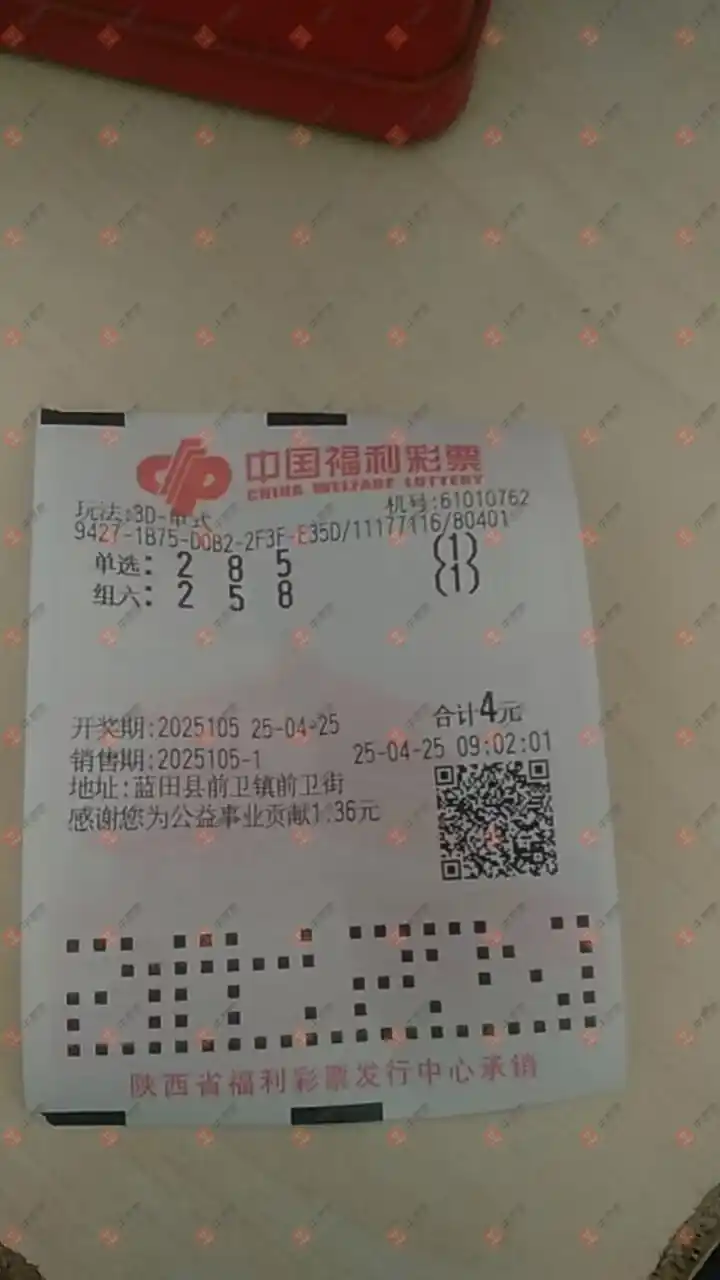 中国福利彩票
CHINA WELFARE LOTTERY
玩法:3D-单式 机号:61010762
9427-1B75-D0B2-2F3F-E35D/11177116/80401
单选: 2 8 5 (1)
组六: 2 5 8 (1)
开奖期:2025105 25-04-25 合计4元
销售期:2025105-1 25-04-25 09:02:01
地址:蓝田县前卫镇前卫街
感谢您为公益事业贡献1.36元
陕西省福利彩票发行中心承销